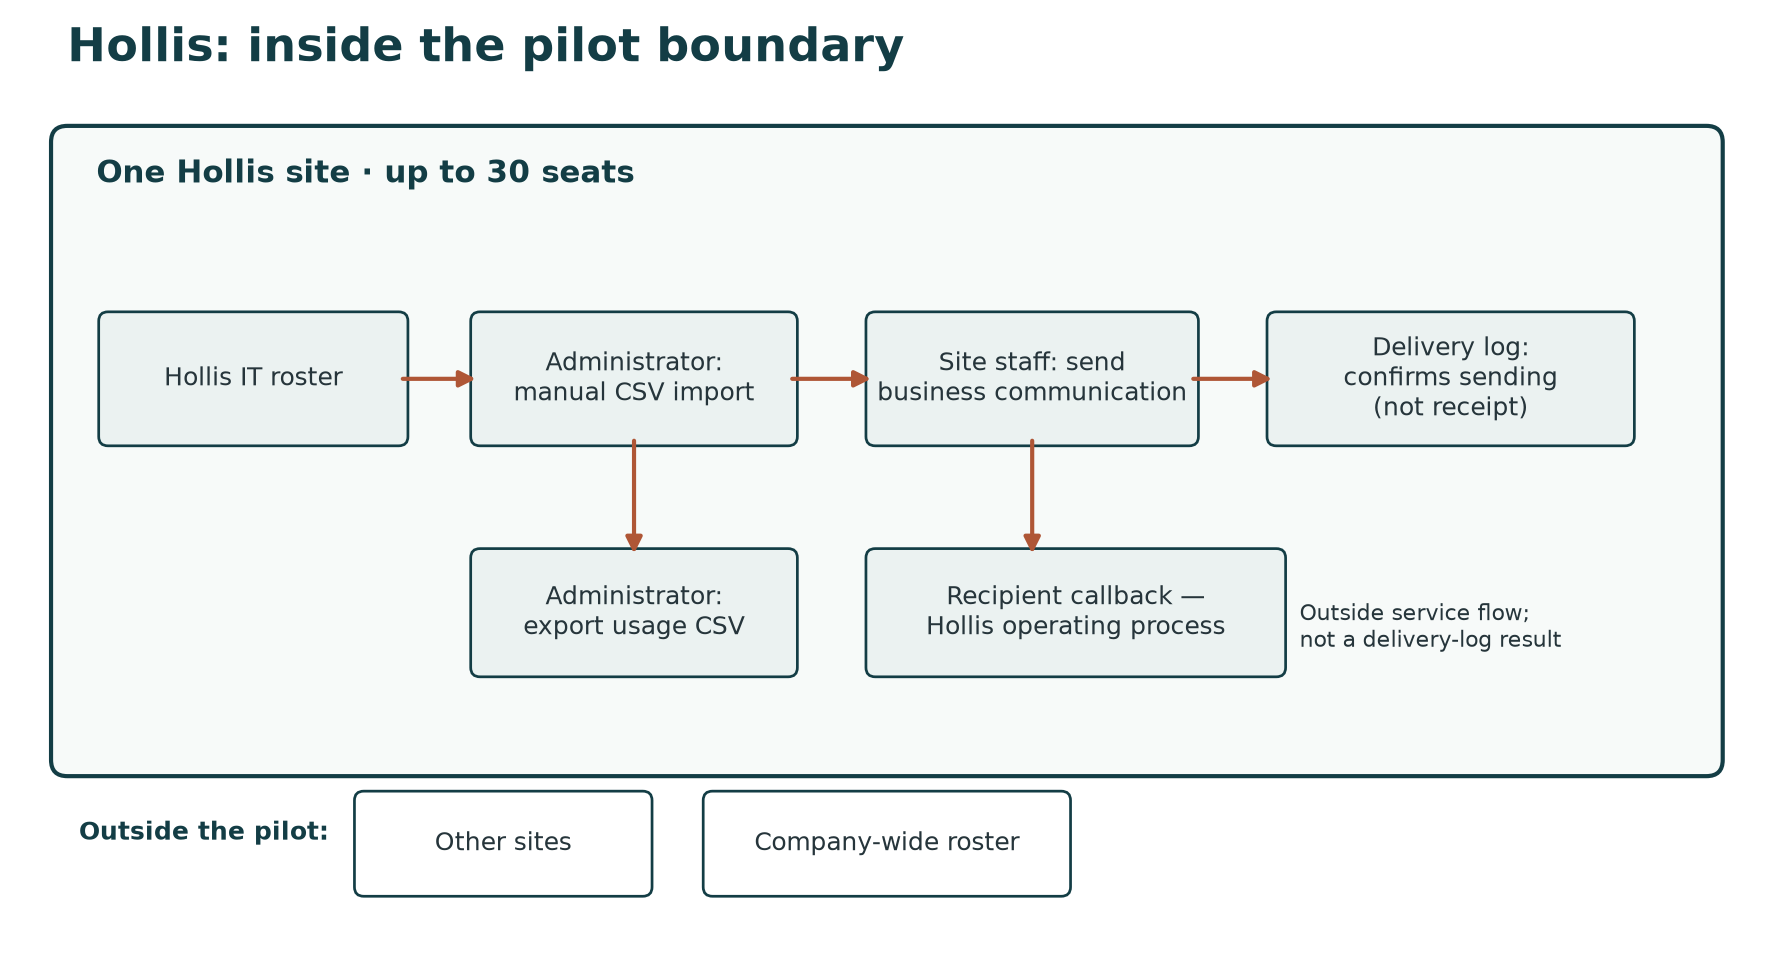 Hollis: inside the pilot boundary
One Hollis site · up to 30 seats
Hollis IT roster
Administrator:
manual CSV import
Site staff: send
business communication
Delivery log:
confirms sending
(not receipt)
Administrator:
export usage CSV
Recipient callback —
Hollis operating process
Outside service flow;
not a delivery-log result
Outside the pilot:
Other sites
Company-wide roster